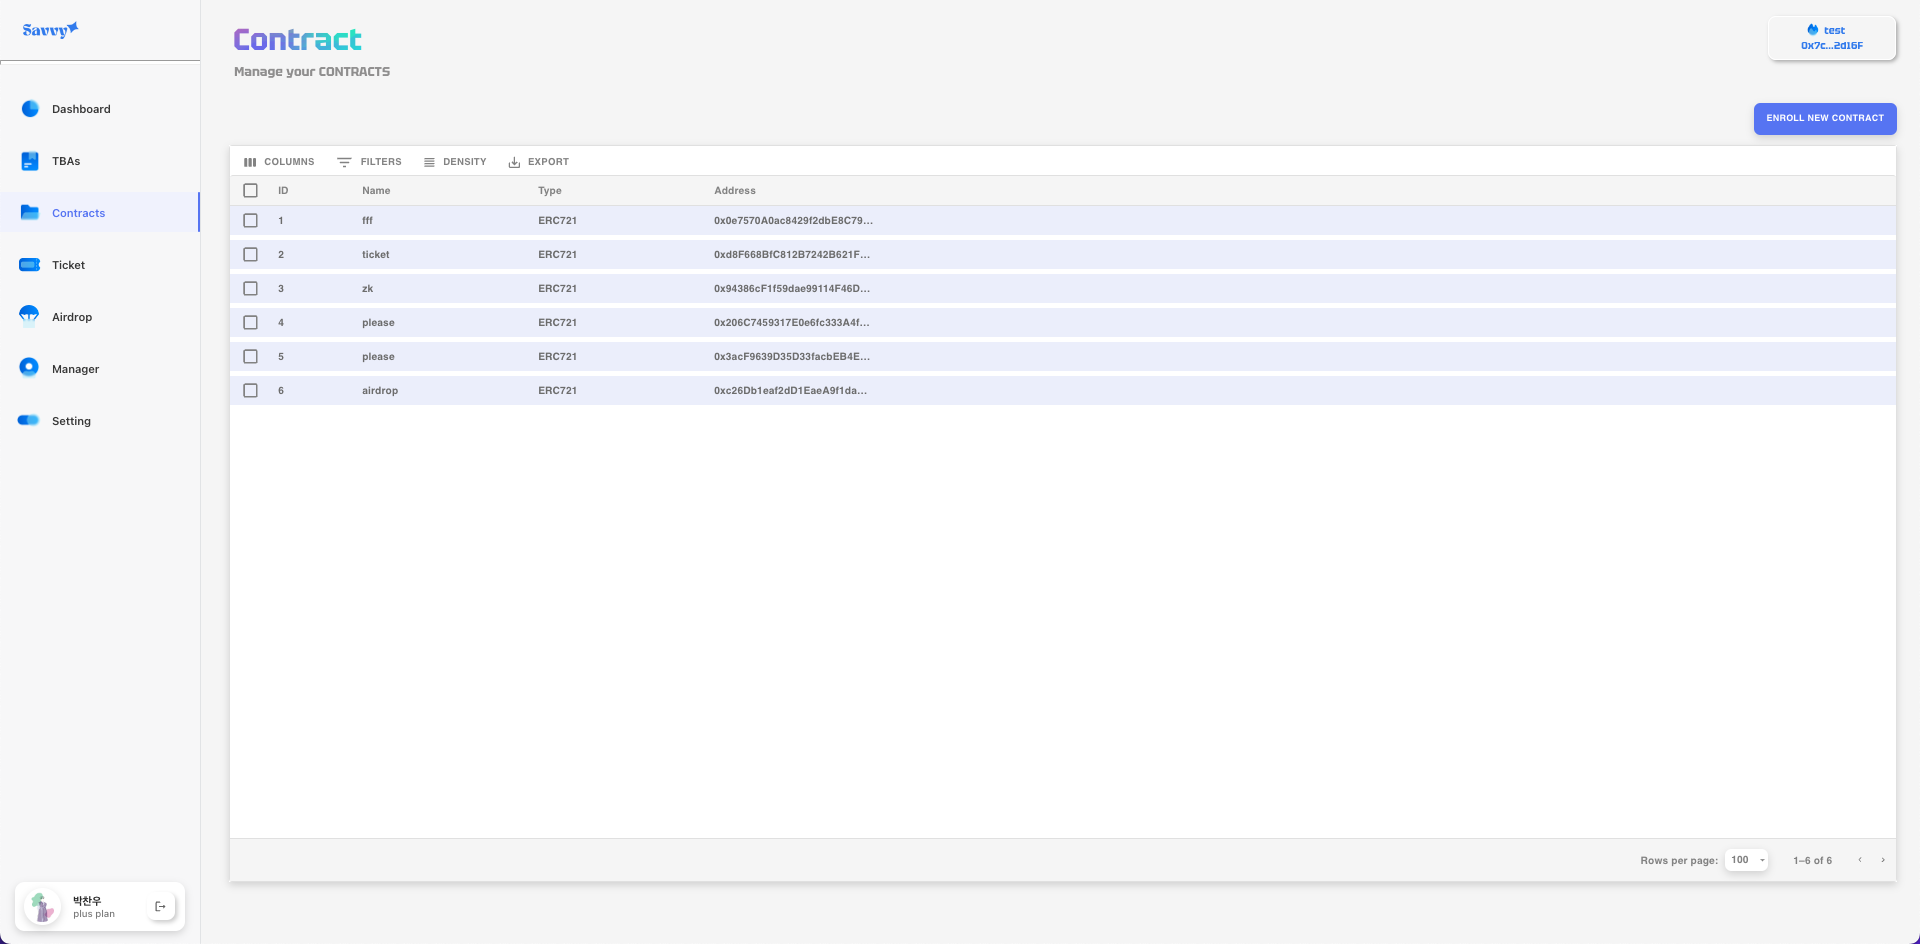 Savvy
Contract
Manage your CONTRACTS
test
0x7c...2d16F
Dashboard
TBAs
Contracts
Ticket
Airdrop
Manager
Setting
ENROLL NEW CONTRACT
COLUMNS FILTERS DENSITY EXPORT
ID Name Type Address
1 fff ERC721 0x0e7570A0ac8429f2dbE8C79...
2 ticket ERC721 0xd8F668BfC812B7242B621F...
3 zk ERC721 0x94386cF1f59dae99114F46D...
4 please ERC721 0x206C7459317E0e6fc333A4f...
5 please ERC721 0x3acF9639D35D33facbEB4E...
6 airdrop ERC721 0xc26Db1eaf2dD1EaeA9f1da...
Rows per page: 100 1–6 of 6
박찬우
plus plan